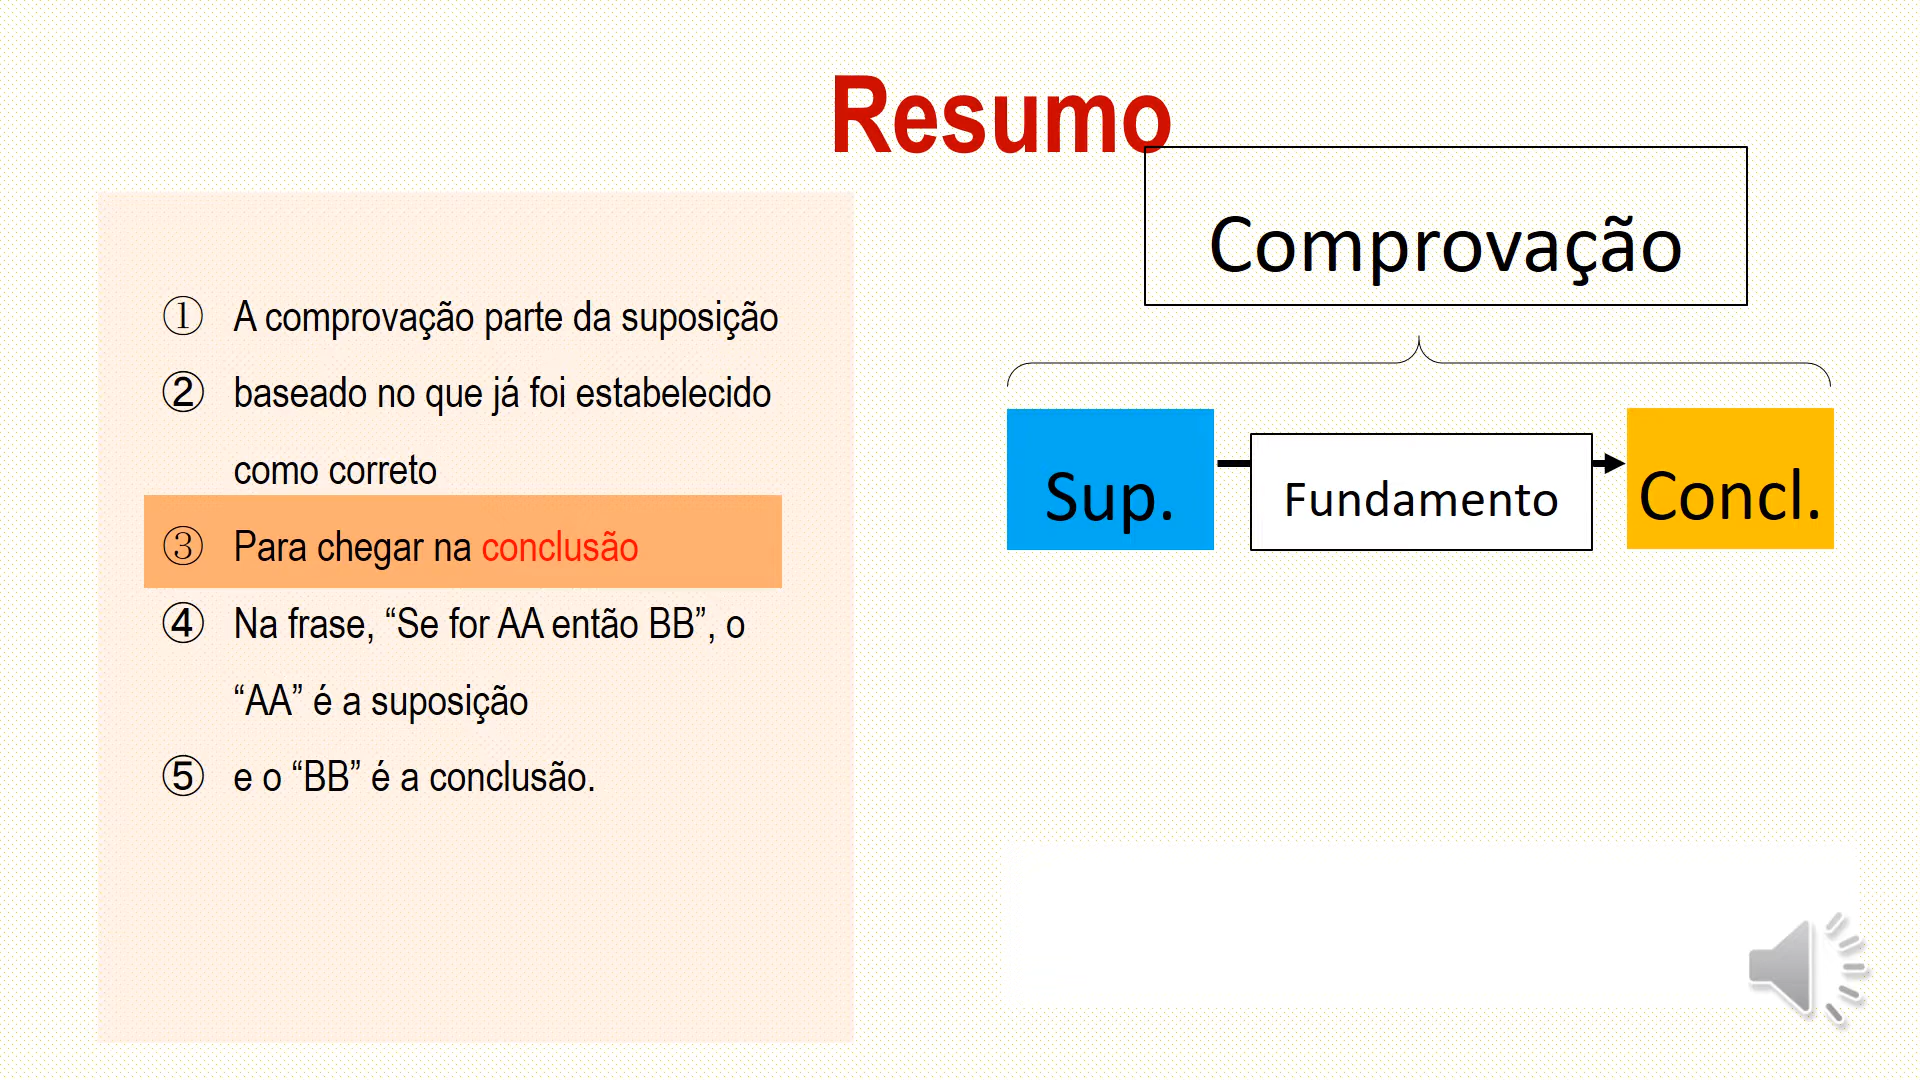 Resumo
① A comprovação parte da suposição
② baseado no que já foi estabelecido
como correto
③ Para chegar na conclusão
④ Na frase, “Se for AA então BB”, o
“AA” é a suposição
⑤ e o “BB” é a conclusão.
Comprovação
Sup.
Fundamento
Concl.